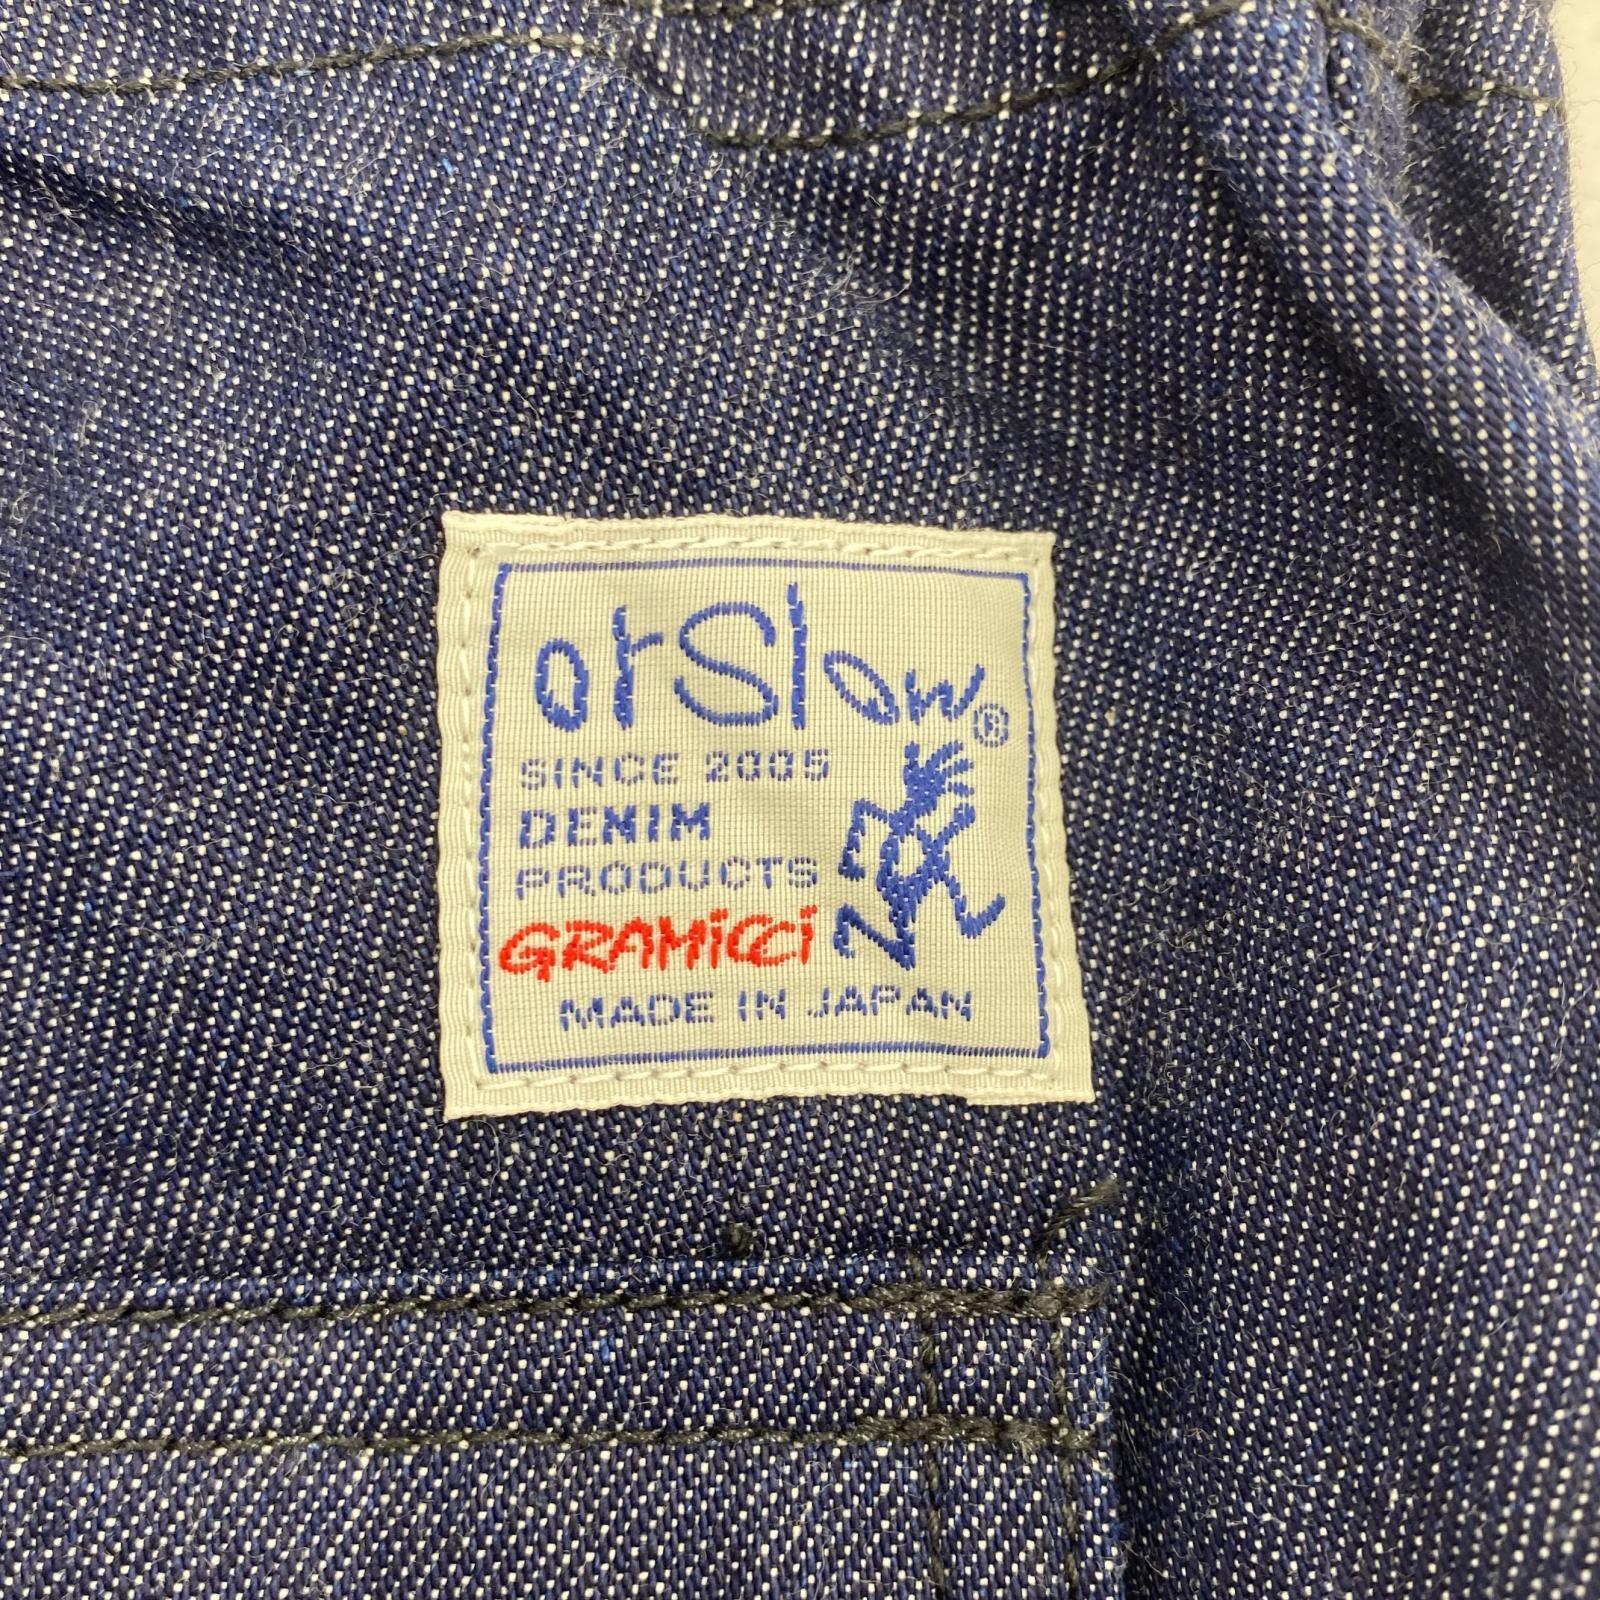 orSlow®
SINCE 2005
DENIM
PRODUCTS
GRAMiCCi
MADE IN JAPAN